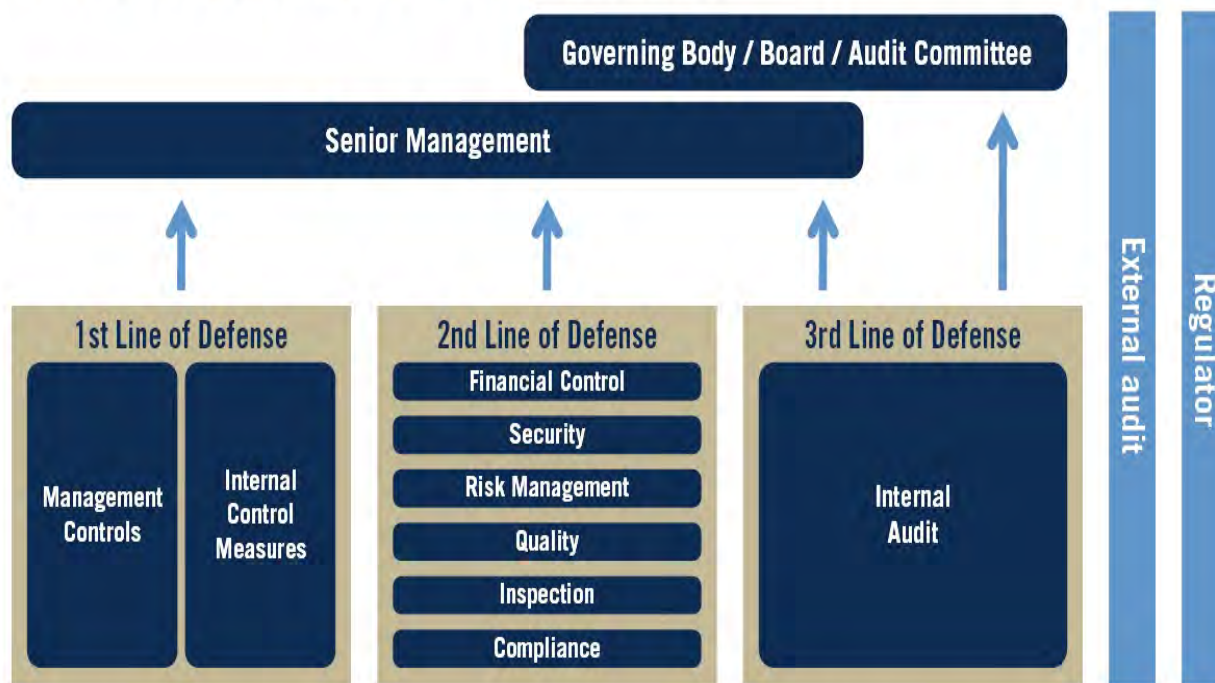 Governing Body / Board / Audit Committee
Senior Management
1st Line of Defense
Management
Controls
Internal
Control
Measures
2nd Line of Defense
Financial Control
Security
Risk Management
Quality
Inspection
Compliance
3rd Line of Defense
Internal
Audit
External audit
Regulator